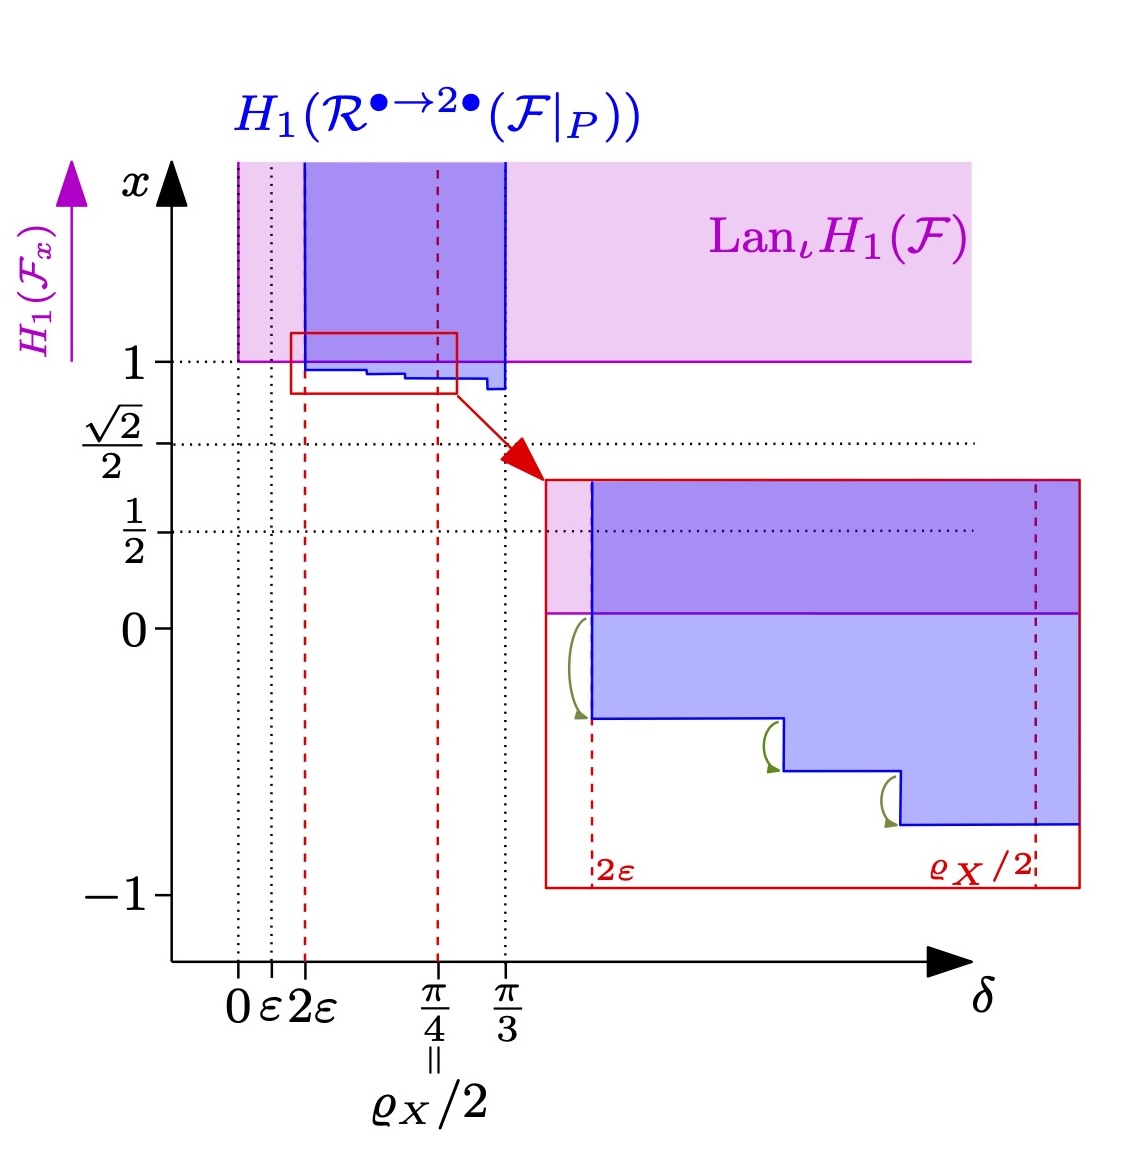 H₁(ℛ^{•→2•}(ℱ|_P))
x
H₁(ℱₓ)
Lan_ι H₁(ℱ)
1
√2/2
1/2
0
2ε
ϱ_X/2
−1
0 ε 2ε π/4 π/3 δ
=
ϱ_X/2